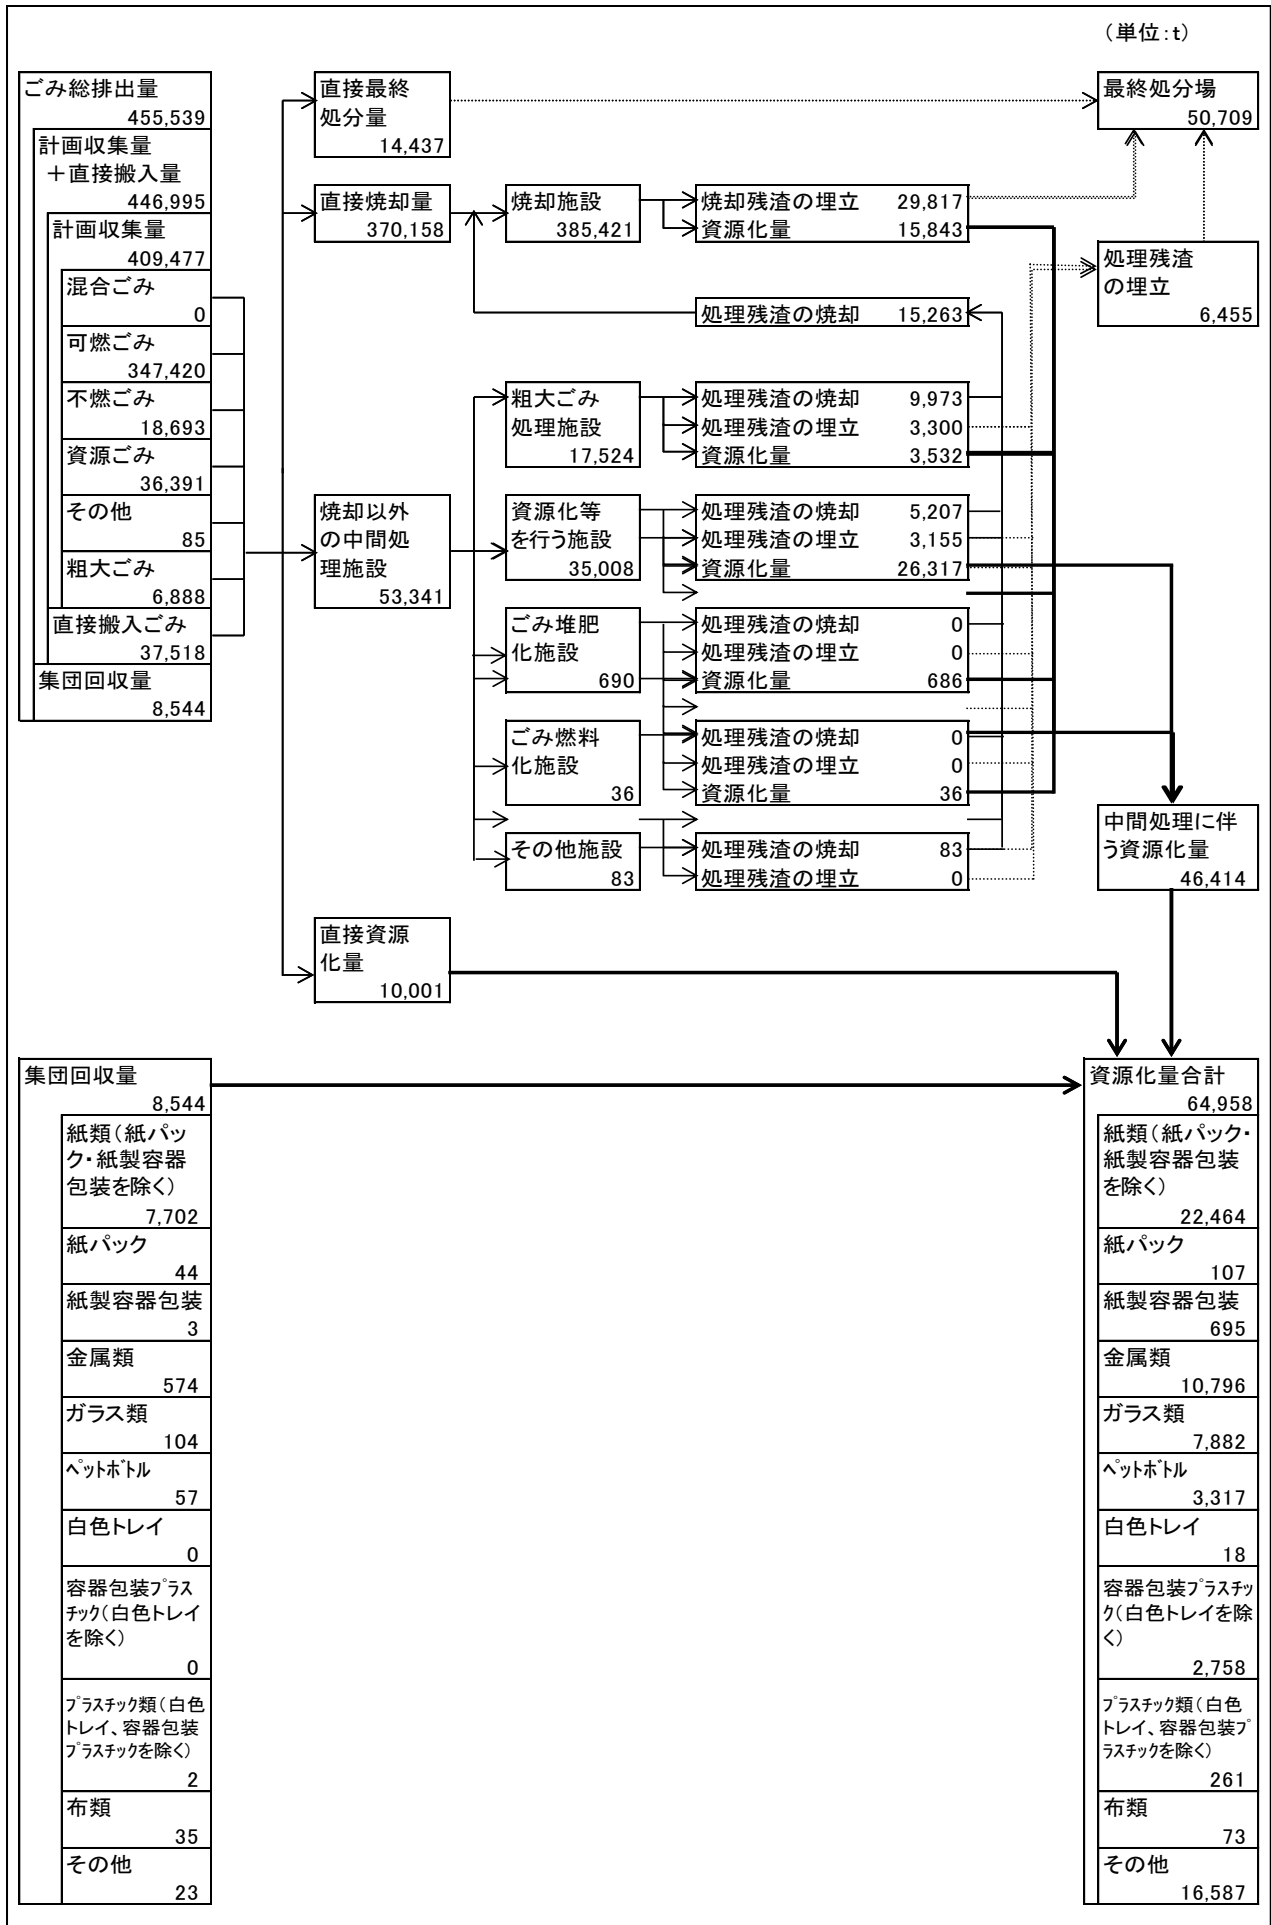 (単位:t)
ごみ総排出量
455,539
計画収集量
+直接搬入量
446,995
計画収集量
409,477
混合ごみ
0
可燃ごみ
347,420
不燃ごみ
18,693
資源ごみ
36,391
その他
85
粗大ごみ
6,888
直接搬入ごみ
37,518
集団回収量
8,544
直接最終
処分量
14,437
直接焼却量
370,158
焼却以外
の中間処
理施設
53,341
直接資源
化量
10,001
焼却施設
385,421
粗大ごみ
処理施設
17,524
資源化等
を行う施設
35,008
ごみ堆肥
化施設
690
ごみ燃料
化施設
36
その他施設
83
焼却残渣の埋立 29,817
資源化量 15,843
処理残渣の焼却 15,263
処理残渣の焼却 9,973
処理残渣の埋立 3,300
資源化量 3,532
処理残渣の焼却 5,207
処理残渣の埋立 3,155
資源化量 26,317
処理残渣の焼却 0
処理残渣の埋立 0
資源化量 686
処理残渣の焼却 0
処理残渣の埋立 0
資源化量 36
処理残渣の焼却 83
処理残渣の埋立 0
最終処分場
50,709
処理残渣
の埋立
6,455
中間処理に伴
う資源化量
46,414
集団回収量
8,544
紙類(紙パッ
ク・紙製容器
包装を除く)
7,702
紙パック
44
紙製容器包装
3
金属類
574
ガラス類
104
ペットボトル
57
白色トレイ
0
容器包装プラス
チック(白色トレイ
を除く)
0
プラスチック類(白色
トレイ、容器包装
プラスチックを除く)
2
布類
35
その他
23
資源化量合計
64,958
紙類(紙パック・
紙製容器包装
を除く)
22,464
紙パック
107
紙製容器包装
695
金属類
10,796
ガラス類
7,882
ペットボトル
3,317
白色トレイ
18
容器包装プラスチッ
ク(白色トレイを除
く)
2,758
プラスチック類(白色
トレイ、容器包装プ
ラスチックを除く)
261
布類
73
その他
16,587